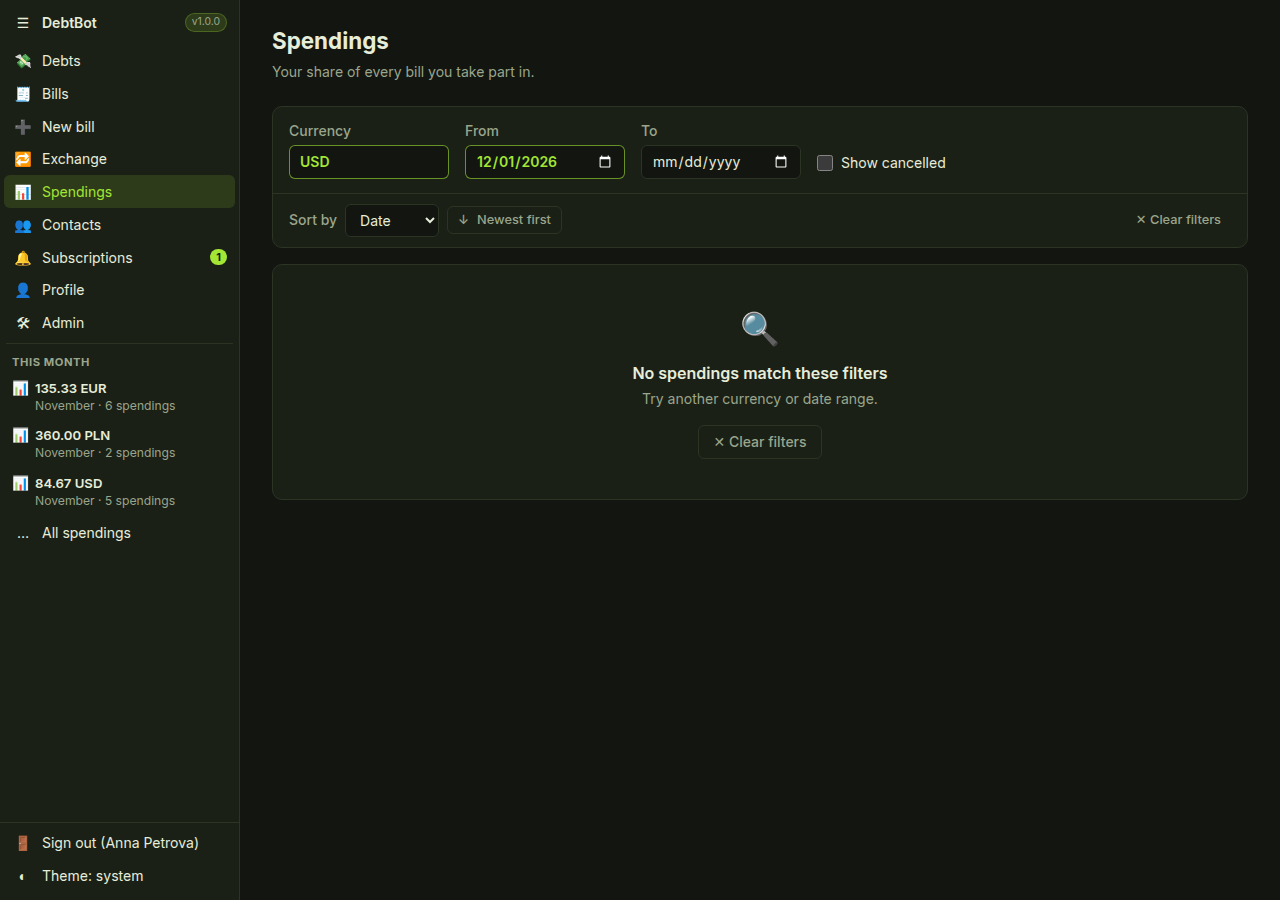 ☰ DebtBot v1.0.0
Debts
Bills
New bill
Exchange
Spendings
Contacts
Subscriptions 1
Profile
Admin
THIS MONTH
135.33 EUR
November · 6 spendings
360.00 PLN
November · 2 spendings
84.67 USD
November · 5 spendings
... All spendings
Sign out (Anna Petrova)
Theme: system
Spendings
Your share of every bill you take part in.
Currency From To
USD 12/01/2026 mm/dd/yyyy Show cancelled
Sort by Date ↓ Newest first ✕ Clear filters
No spendings match these filters
Try another currency or date range.
✕ Clear filters